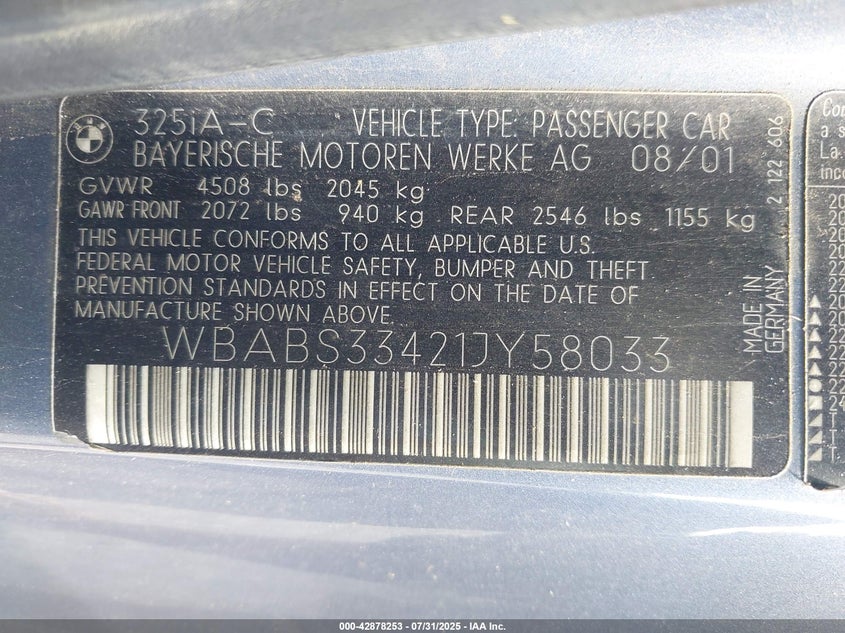 BMW
325iA-C VEHICLE TYPE: PASSENGER CAR
BAYERISCHE MOTOREN WERKE AG 08/01
GVWR 4508 lbs 2045 kg
GAWR FRONT 2072 lbs 940 kg REAR 2546 lbs 1155 kg
THIS VEHICLE CONFORMS TO ALL APPLICABLE U.S.
FEDERAL MOTOR VEHICLE SAFETY, BUMPER AND THEFT
PREVENTION STANDARDS IN EFFECT ON THE DATE OF
MANUFACTURE SHOWN ABOVE
WBABS33421JY58033
2 122 606
MADE IN
GERMANY
000-42878253 - 07/31/2025 - IAA Inc.